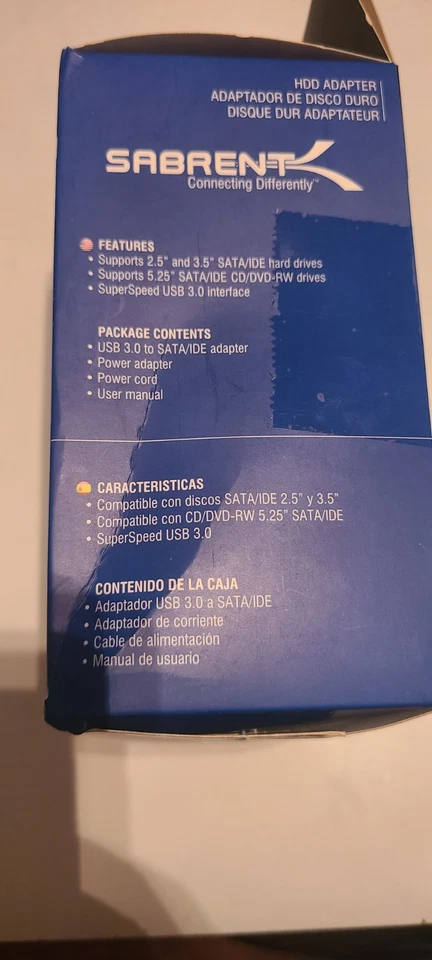 HDD ADAPTER
ADAPTADOR DE DISCO DURO
DISQUE DUR ADAPTATEUR
SABRENT
Connecting Differently™
FEATURES
• Supports 2.5" and 3.5" SATA/IDE hard drives
• Supports 5.25" SATA/IDE CD/DVD-RW drives
• SuperSpeed USB 3.0 interface
PACKAGE CONTENTS
• USB 3.0 to SATA/IDE adapter
• Power adapter
• Power cord
• User manual
CARACTERISTICAS
• Compatible con discos SATA/IDE 2.5" y 3.5"
• Compatible con CD/DVD-RW 5.25" SATA/IDE
• SuperSpeed USB 3.0
CONTENIDO DE LA CAJA
• Adaptador USB 3.0 a SATA/IDE
• Adaptador de corriente
• Cable de alimentación
• Manual de usuario